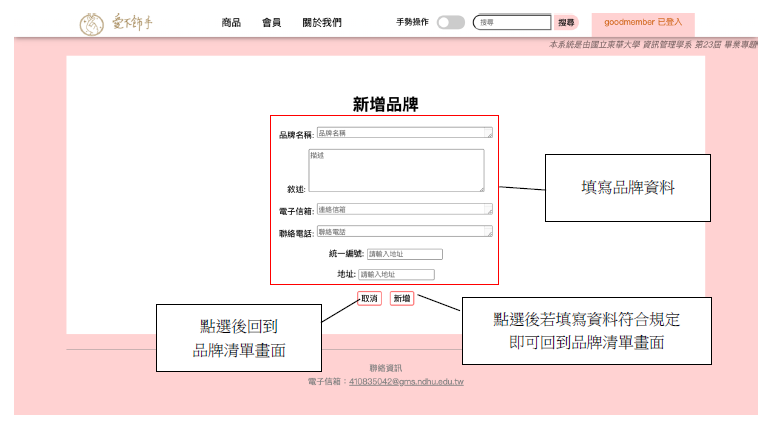 愛不飾手
商品 會員 關於我們 手勢操作 搜尋 搜尋 goodmember 已登入
本系統是由國立東華大學 資訊管理學系 第23屆 畢業專題
新增品牌
品牌名稱: 品牌名稱
描述
敘述:
填寫品牌資料
電子信箱: 連絡信箱
聯絡電話: 聯絡電話
統一編號: 請輸入地址
地址: 請輸入地址
取消 新增
點選後回到
品牌清單畫面
點選後若填寫資料符合規定
即可回到品牌清單畫面
聯絡資訊
電子信箱：410835042@gms.ndhu.edu.tw